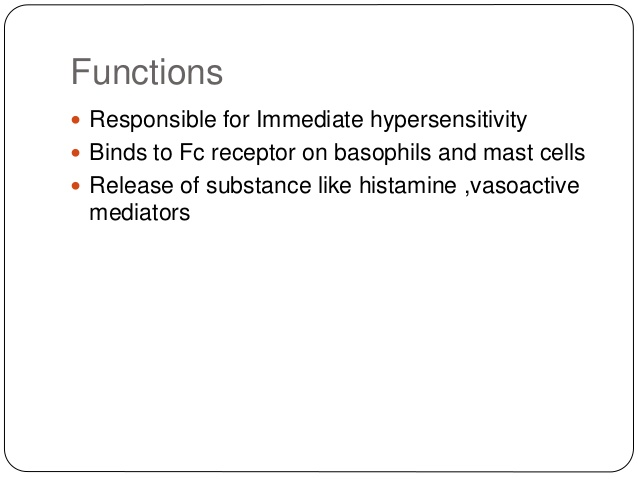 Functions
• Responsible for Immediate hypersensitivity
• Binds to Fc receptor on basophils and mast cells
• Release of substance like histamine ,vasoactive
mediators